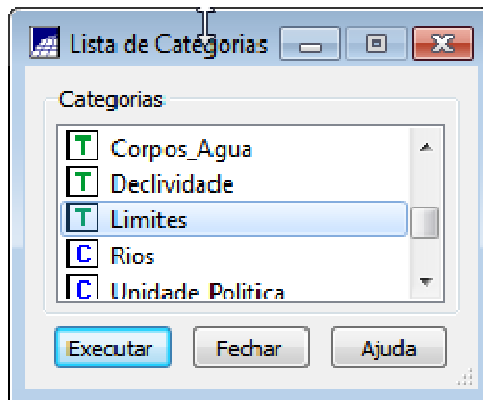 Lista de Categorias
Categorias
T Corpos_Agua
T Declividade
T Limites
C Rios
C Unidade_Politica
Executar Fechar Ajuda